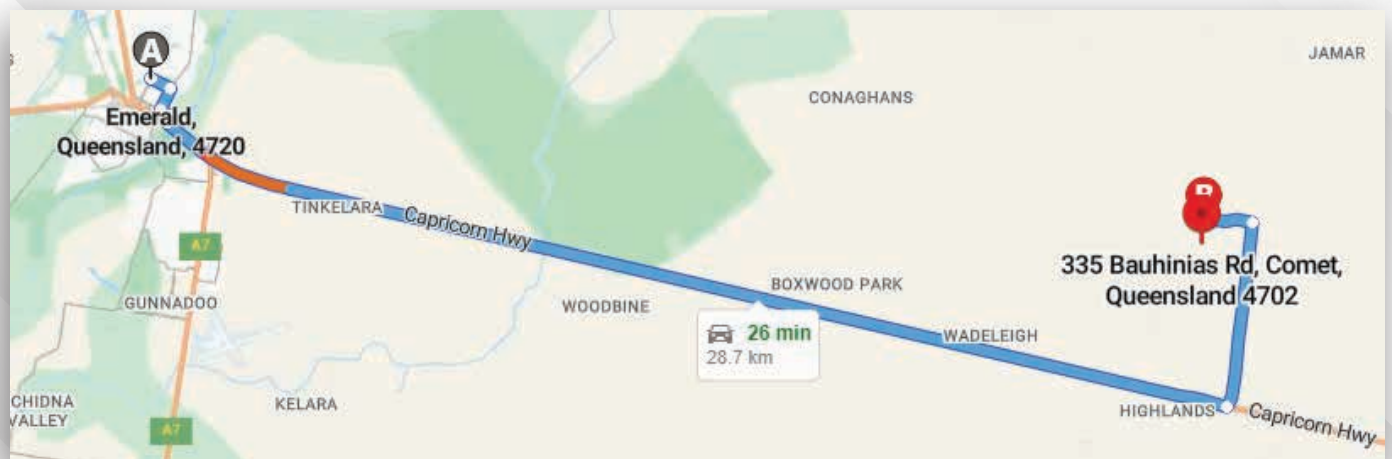 A
Emerald,
Queensland, 4720
JAMAR
CONAGHANS
TINKELARA
Capricorn Hwy
A7
GUNNADOO
WOODBINE
BOXWOOD PARK
26 min
28.7 km
WADELEIGH
335 Bauhinias Rd, Comet,
Queensland 4702
KELARA
CHIDNA
VALLEY
A7
HIGHLANDS
Capricorn Hwy